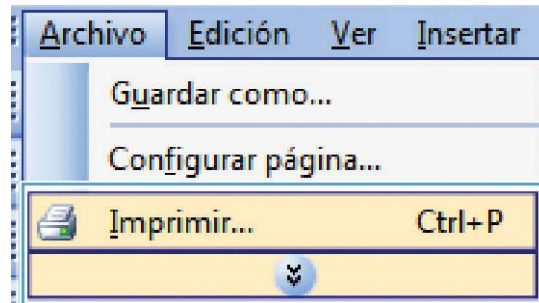 Archivo Edición Ver Insertar
Guardar como...
Configurar página...
Imprimir... Ctrl+P